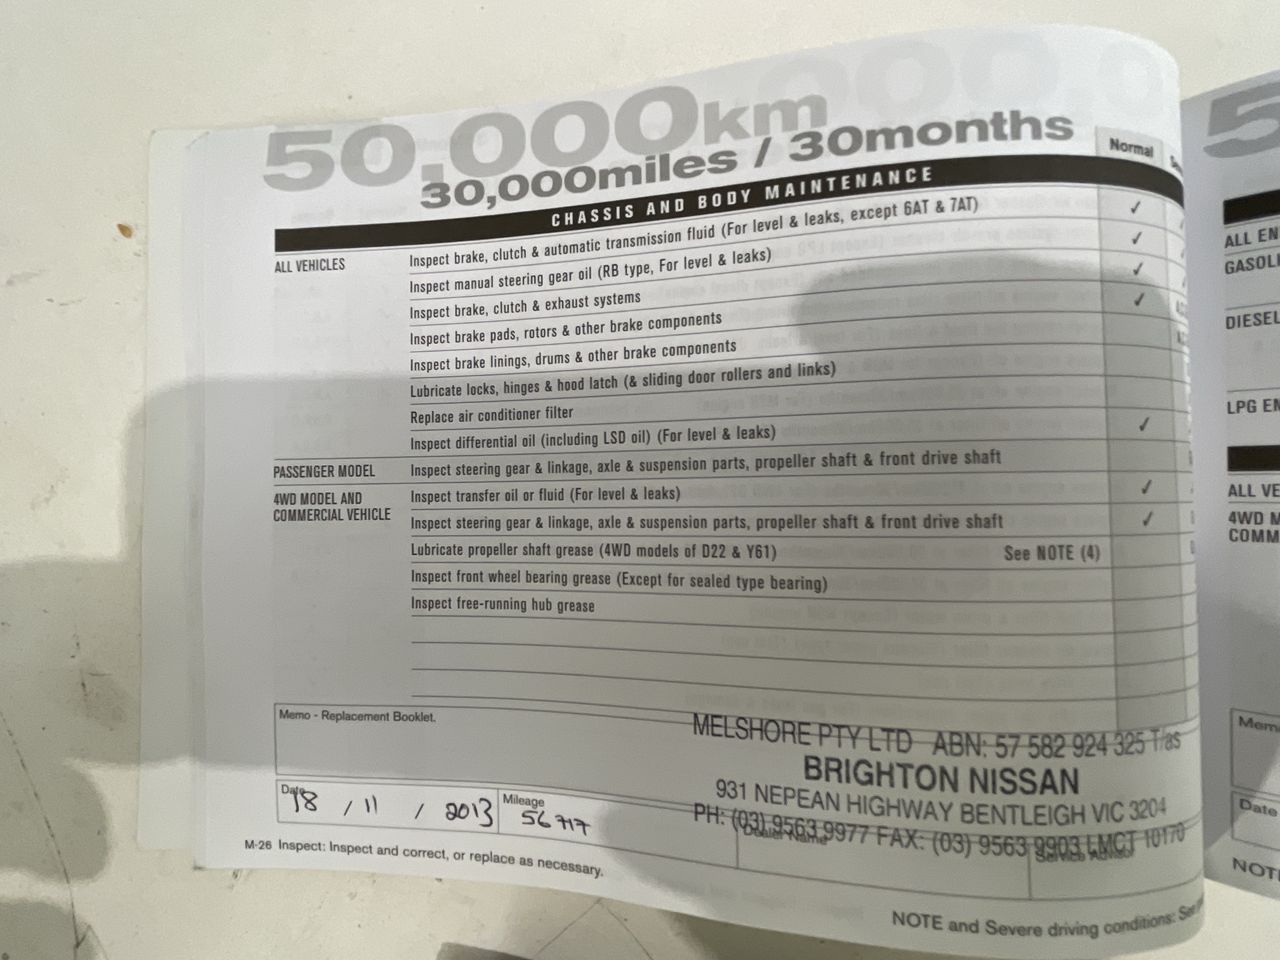 50,000km
30,000miles / 30months
Normal
CHASSIS AND BODY MAINTENANCE
ALL VEHICLES
Inspect brake, clutch & automatic transmission fluid (For level & leaks, except 6AT & 7AT) ✓
Inspect manual steering gear oil (RB type, For level & leaks) ✓
Inspect brake, clutch & exhaust systems ✓
Inspect brake pads, rotors & other brake components ✓
Inspect brake linings, drums & other brake components
Lubricate locks, hinges & hood latch (& sliding door rollers and links)
Replace air conditioner filter
Inspect differential oil (including LSD oil) (For level & leaks) ✓
PASSENGER MODEL Inspect steering gear & linkage, axle & suspension parts, propeller shaft & front drive shaft
4WD MODEL AND
COMMERCIAL VEHICLE
Inspect transfer oil or fluid (For level & leaks) ✓
Inspect steering gear & linkage, axle & suspension parts, propeller shaft & front drive shaft ✓
Lubricate propeller shaft grease (4WD models of D22 & Y61) See NOTE (4)
Inspect front wheel bearing grease (Except for sealed type bearing)
Inspect free-running hub grease
Memo - Replacement Booklet.
MELSHORE PTY LTD ABN: 57 582 924 325 T/as
BRIGHTON NISSAN
931 NEPEAN HIGHWAY BENTLEIGH VIC 3204
PH: (03) 9563 9977 FAX: (03) 9563 9903 LMCT 10170
Date 18 / 11 / 2013
Mileage 56717
Dealer Name
Service Advisor
M-26 Inspect: Inspect and correct, or replace as necessary.
NOTE and Severe driving conditions: See
5
ALL EN
GASOLI
DIESEL
LPG EN
ALL VE
4WD M
COMM
Memo
Date
NOTE